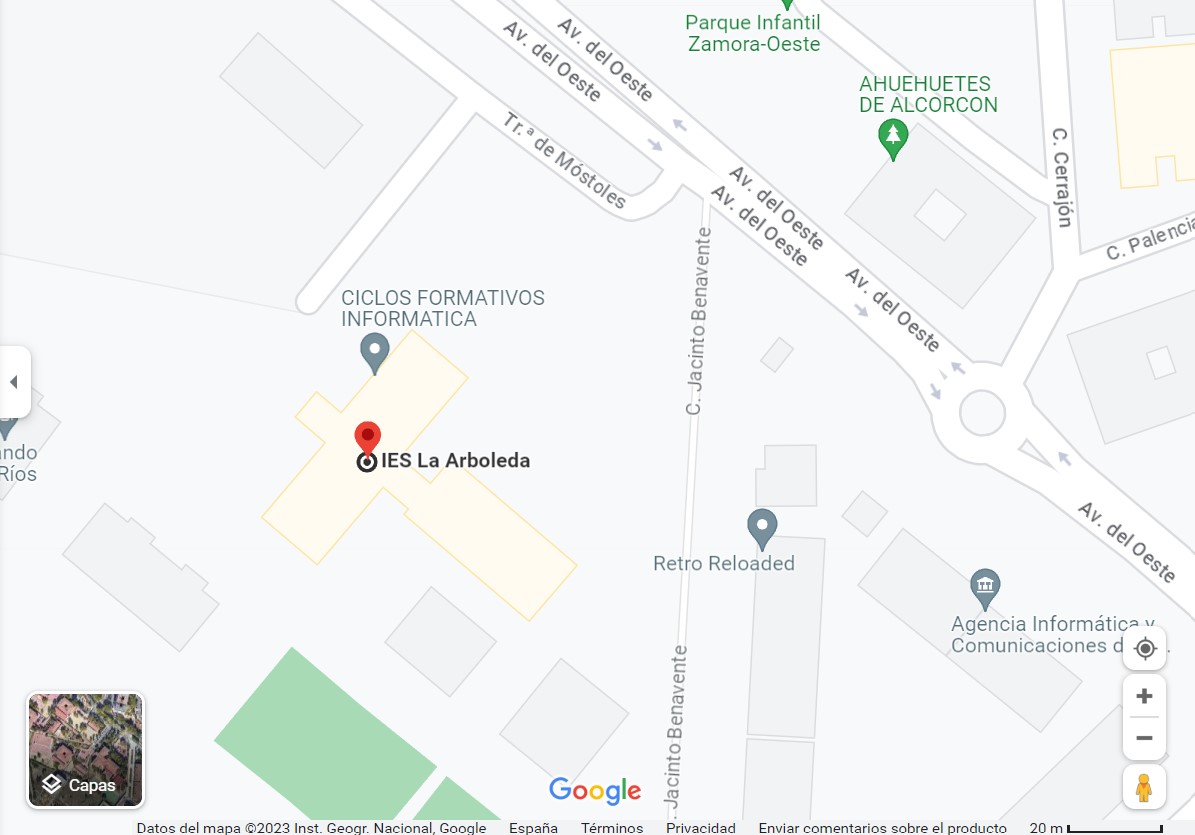 Parque Infantil
Zamora-Oeste
Av. del Oeste
Av. del Oeste
AHUEHUETES
DE ALCORCON
Tr.ª de Móstoles
C. Cerrajón
Av. del Oeste
Av. del Oeste
C. Palencia
C. Jacinto Benavente
Av. del Oeste
CICLOS FORMATIVOS
INFORMATICA
IES La Arboleda
ando
Ríos
Av. del Oeste
Retro Reloaded
Agencia Informática y
Comunicaciones d
Jacinto Benavente
Capas
Google
Datos del mapa ©2023 Inst. Geogr. Nacional, Google España Términos Privacidad Enviar comentarios sobre el producto 20 m